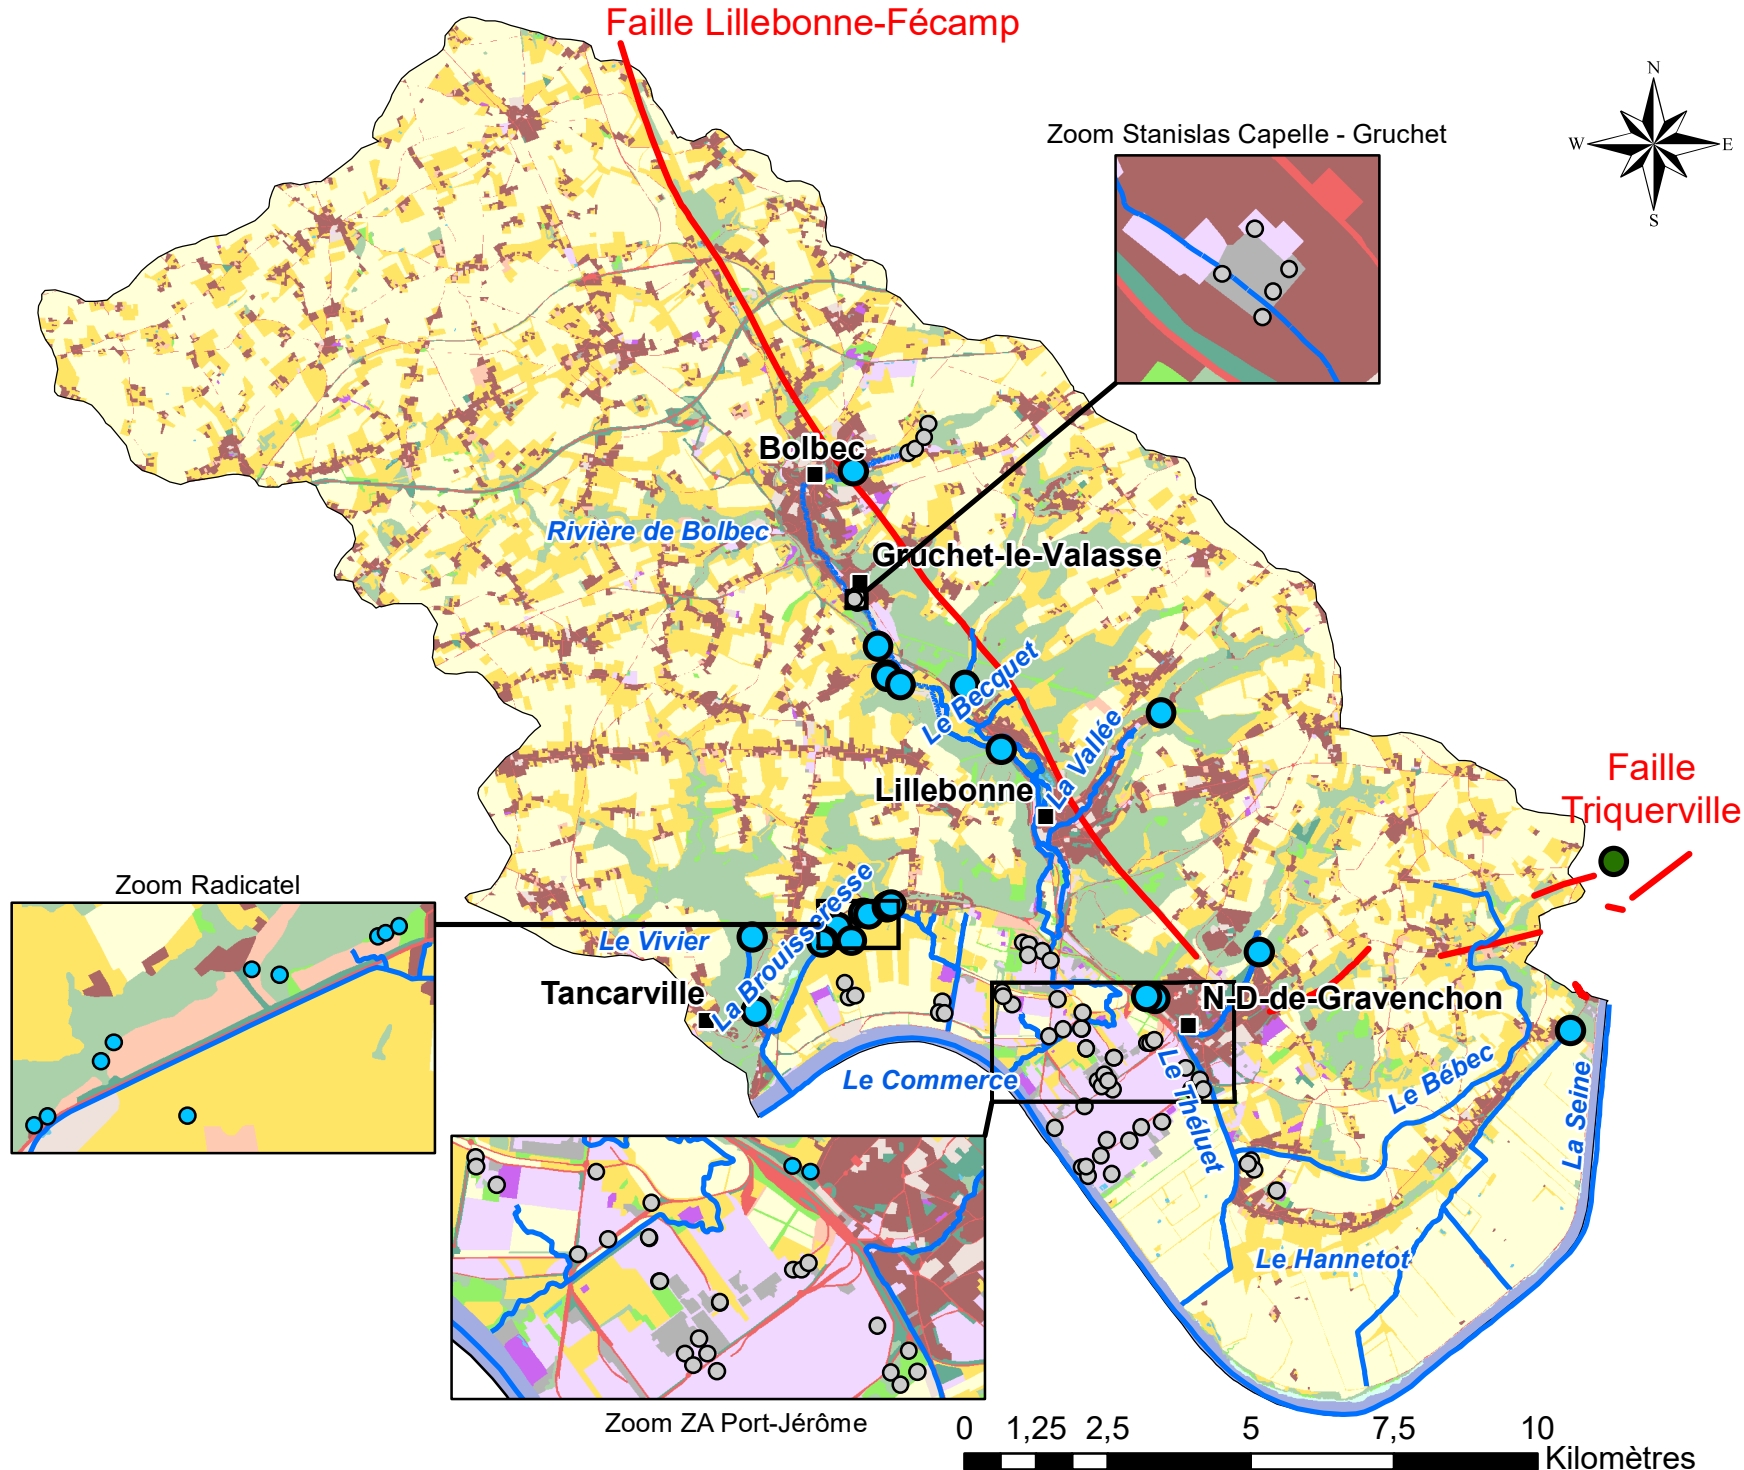 Faille Lillebonne-Fécamp
N
W
E
S
Zoom Stanislas Capelle - Gruchet
Bolbec
Rivière de Bolbec
Gruchet-le-Valasse
Le Becquet
La Vallée
Lillebonne
Faille
Triquerville
Zoom Radicatel
La Brouisseresse
Le Vivier
Tancarville
N-D-de-Gravenchon
Le Commerce
Le Théluet
Le Bébec
La Seine
Le Hannetot
Zoom ZA Port-Jérôme
0 1,25 2,5 5 7,5 10
Kilomètres